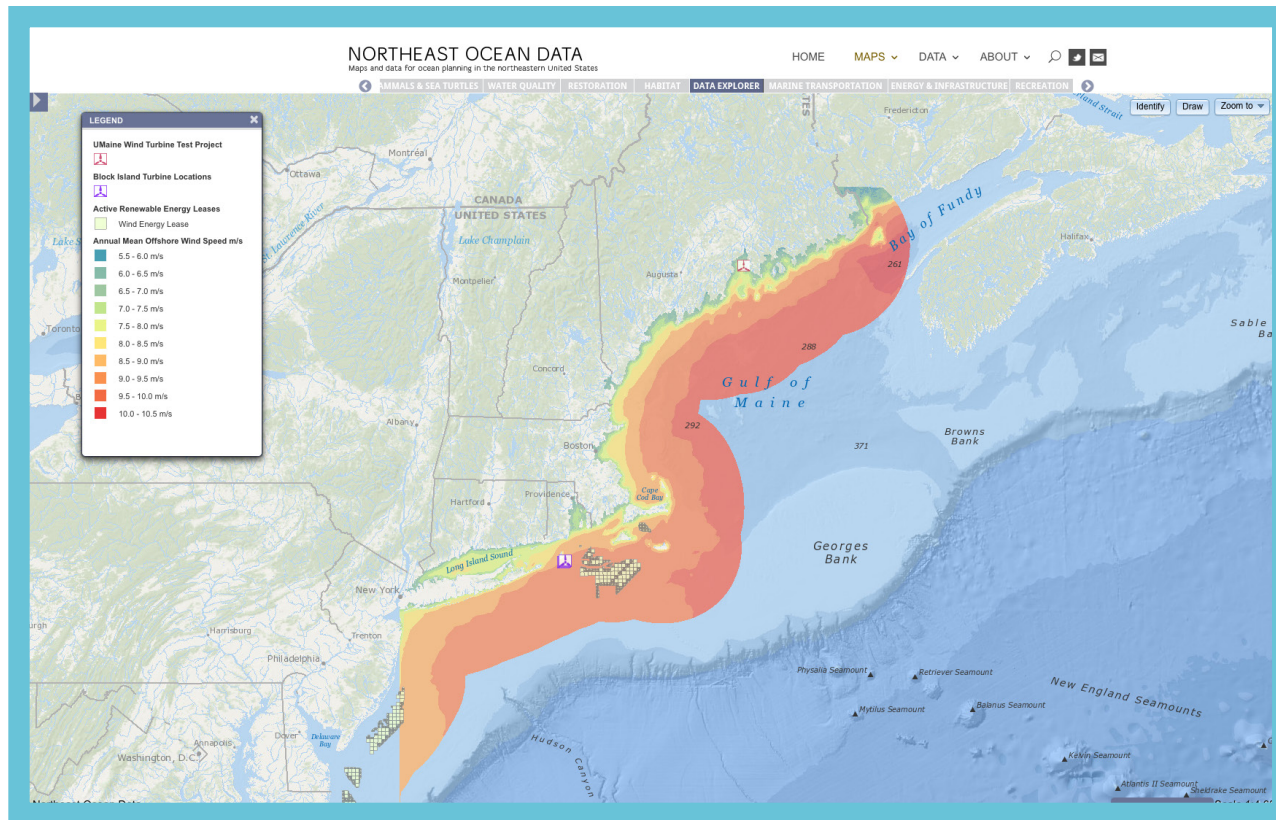 NORTHEAST OCEAN DATA
Maps and data for ocean planning in the northeastern United States
HOME MAPS DATA ABOUT
AMMALS & SEA TURTLES WATER QUALITY RESTORATION HABITAT DATA EXPLORER MARINE TRANSPORTATION ENERGY & INFRASTRUCTURE RECREATION
Identify Draw Zoom to
LEGEND
UMaine Wind Turbine Test Project
Block Island Turbine Locations
Active Renewable Energy Leases
Wind Energy Lease
Annual Mean Offshore Wind Speed m/s
5.5 - 6.0 m/s
6.0 - 6.5 m/s
6.5 - 7.0 m/s
7.0 - 7.5 m/s
7.5 - 8.0 m/s
8.0 - 8.5 m/s
8.5 - 9.0 m/s
9.0 - 9.5 m/s
9.5 - 10.0 m/s
10.0 - 10.5 m/s
TES
Fredericton
and Strait
Montréal
Ottawa
St. Lawrence River
CANADA
UNITED STATES
Lake Champlain
Bay of Fundy
Halifax
261
Augusta
Montpelier
Toronto
Sable
Ba
288
Concord
Gulf of
Maine
Albany
292
Browns
Bank
371
Boston
Cape
Cod Bay
Hartford
Providence
Georges
Bank
Long Island Sound
New York
Harrisburg
Trenton
Philadelphia
Physalia Seamount
Retriever Seamount
New England Seamounts
Mytilus Seamount
Balanus Seamount
Dover
Delaware
Bay
Annapolis
Washington, D.C.
Hudson Canyon
Kelvin Seamount
Atlantis II Seamount
Sheldrake Seamount